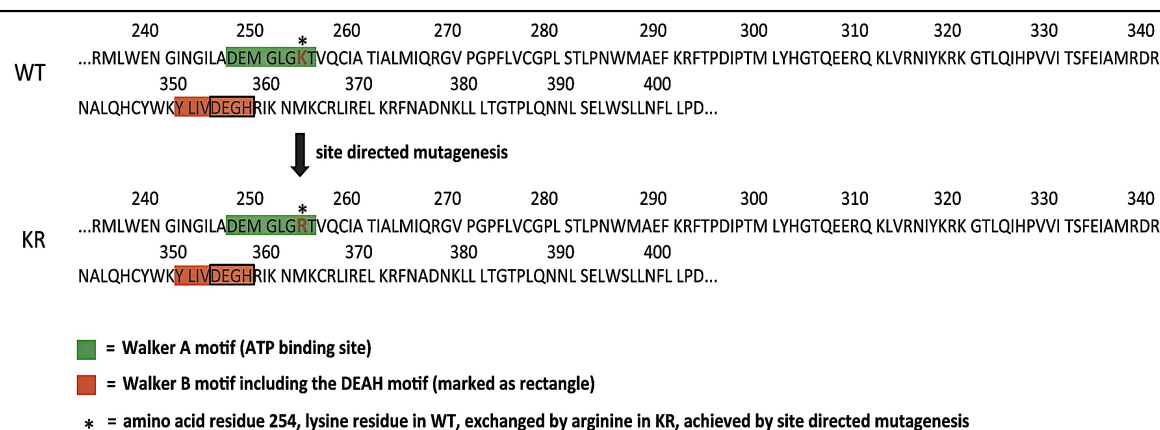 240 250 260 270 280 290 300 310 320 330 340
*
WT ...RMLWEN GINGILADEM GLGKTVQCIA TIALMIQRGV PGPFLVCGPL STLPNWMAEF KRFTPDIPTM LYHGTQEERQ KLVRNIYKRK GTLQIHPVVI TSFEIAMRDR
350 360 370 380 390 400
NALQHCYWKY LIVDEGHRIK NMKCRLIREL KRFNADNKLL LTGTPLQNNL SELWSLLNFL LPD...
site directed mutagenesis
240 250 260 270 280 290 300 310 320 330 340
*
KR ...RMLWEN GINGILADEM GLGRTVQCIA TIALMIQRGV PGPFLVCGPL STLPNWMAEF KRFTPDIPTM LYHGTQEERQ KLVRNIYKRK GTLQIHPVVI TSFEIAMRDR
350 360 370 380 390 400
NALQHCYWKY LIVDEGHRIK NMKCRLIREL KRFNADNKLL LTGTPLQNNL SELWSLLNFL LPD...
= Walker A motif (ATP binding site)
= Walker B motif including the DEAH motif (marked as rectangle)
* = amino acid residue 254, lysine residue in WT, exchanged by arginine in KR, achieved by site directed mutagenesis